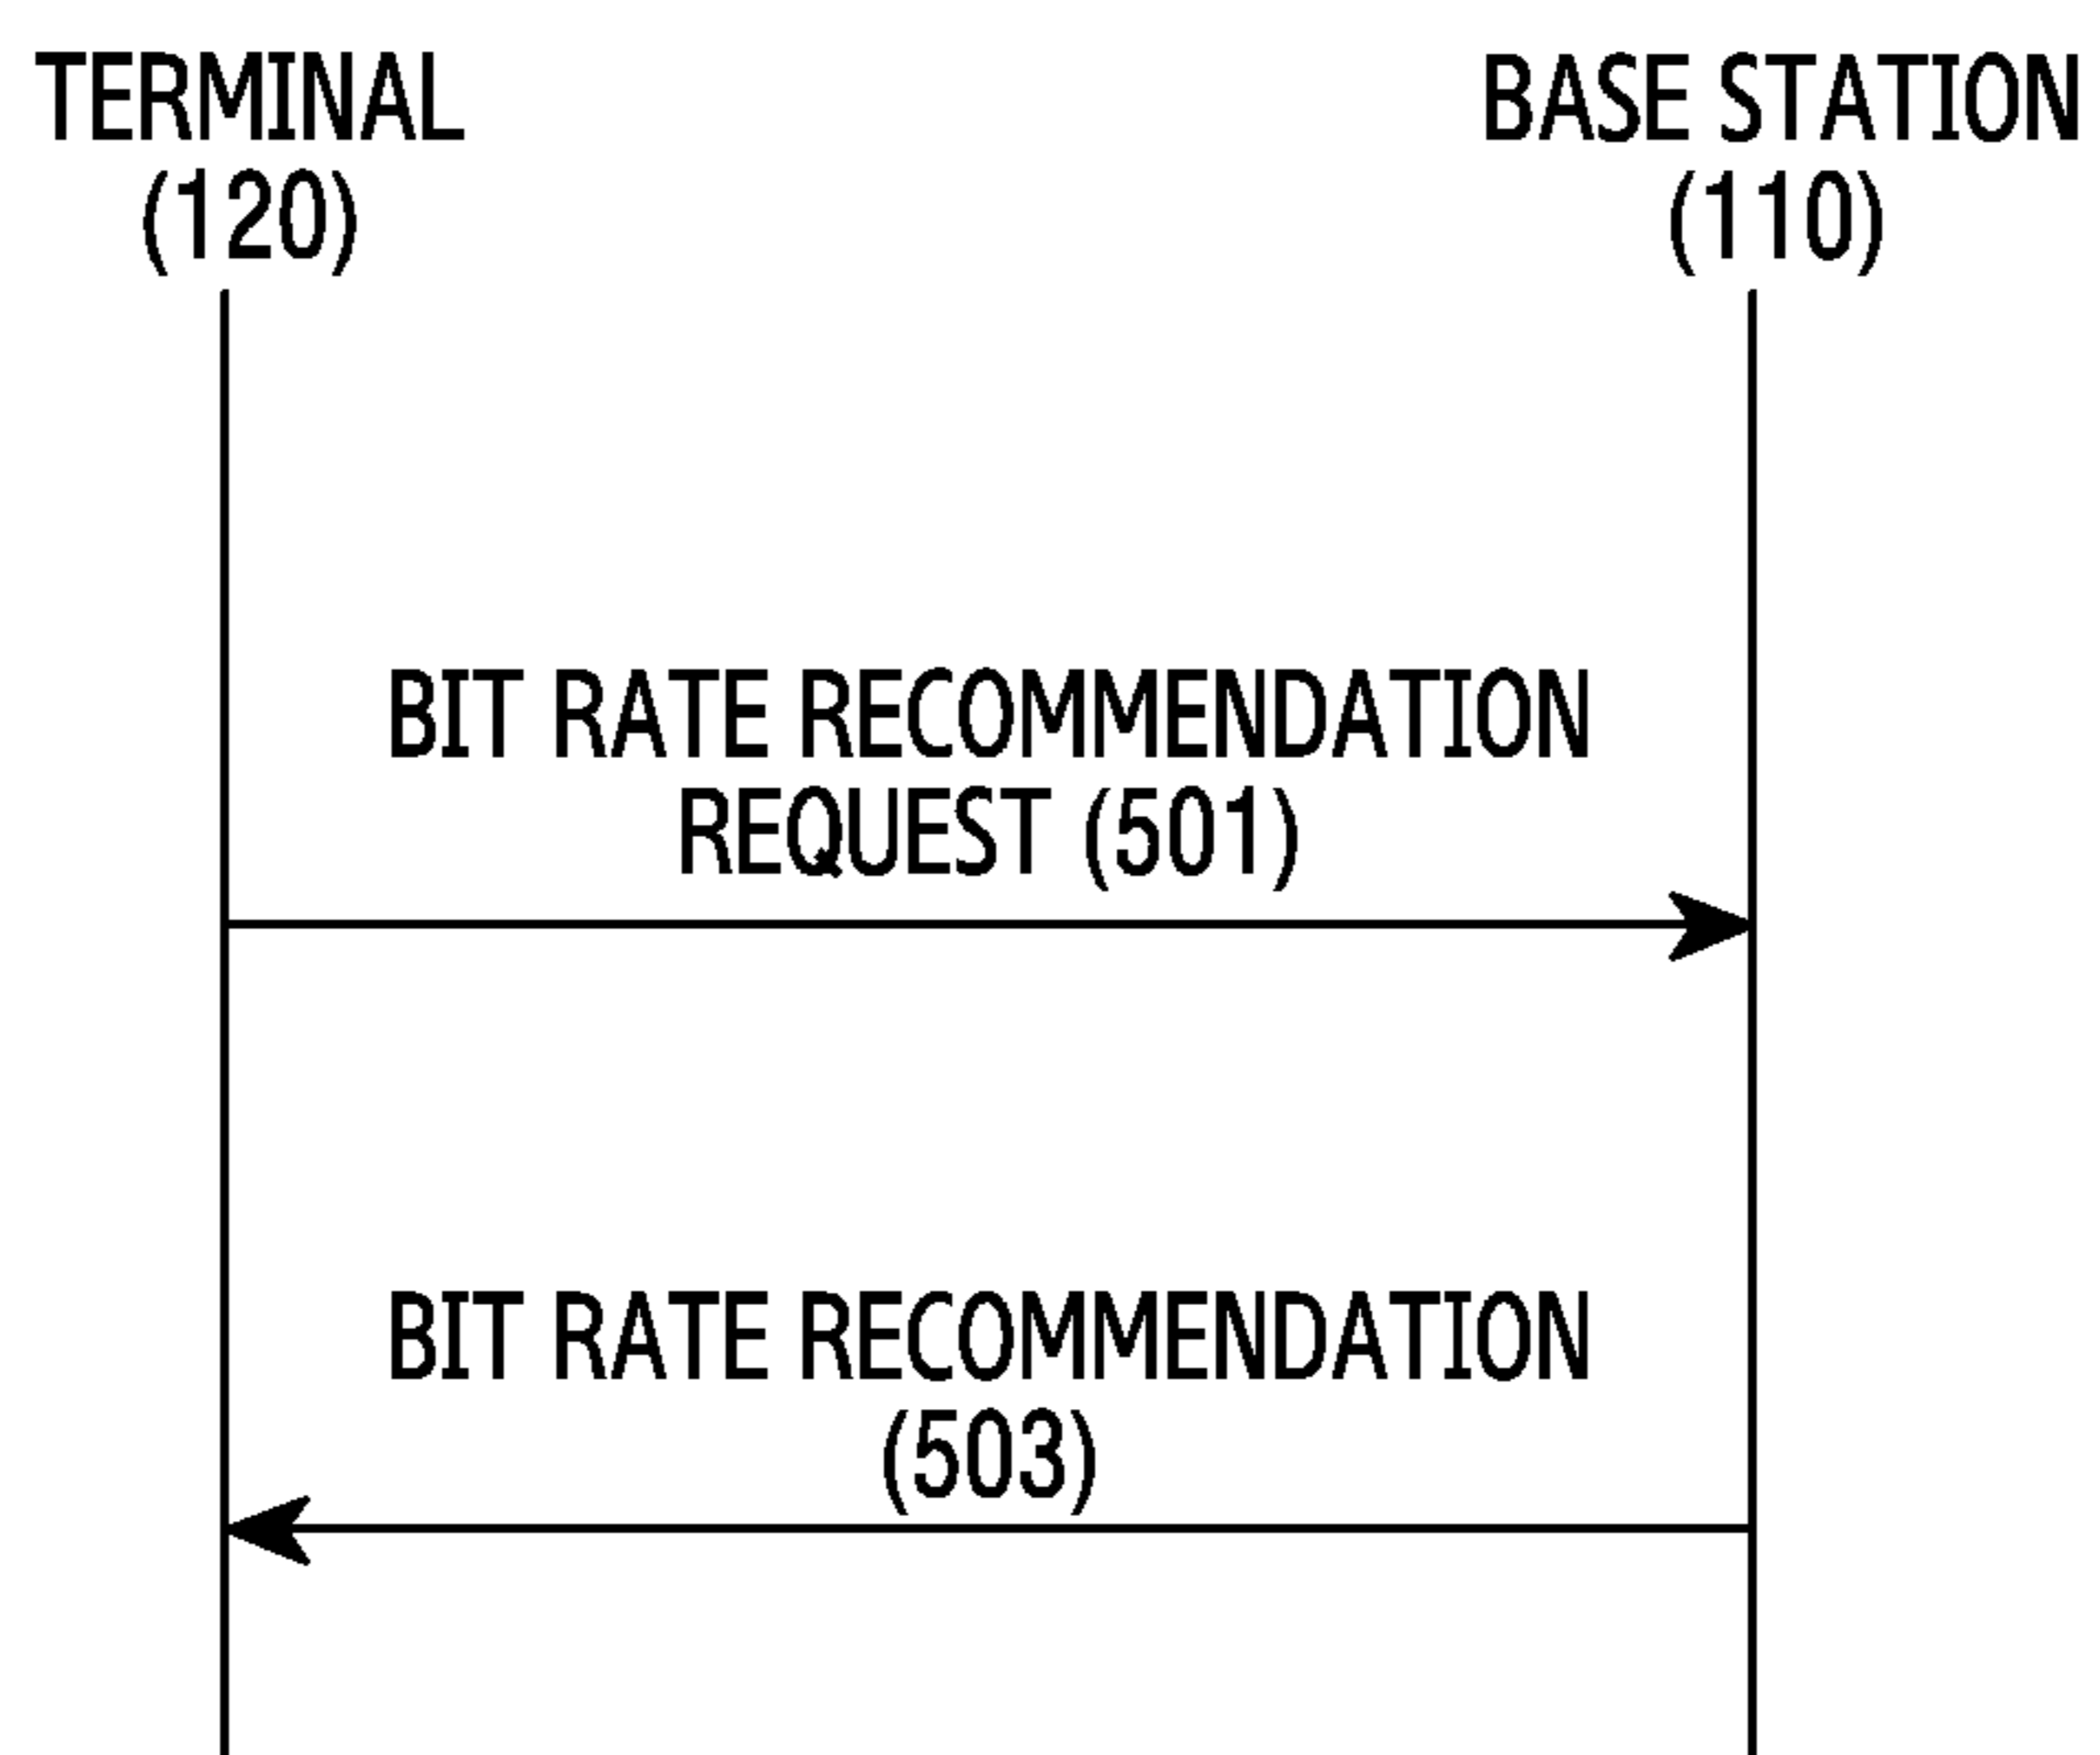 TERMINAL
(120)
BASE STATION
(110)
BIT RATE RECOMMENDATION
REQUEST (501)
BIT RATE RECOMMENDATION
(503)